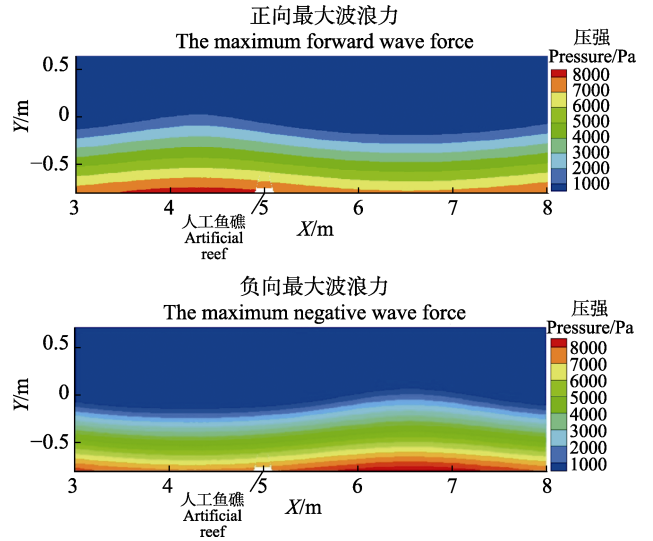 正向最大波浪力
The maximum forward wave force
压强
Pressure/Pa
0.5
0
−0.5
Y/m
8000
7000
6000
5000
4000
3000
2000
1000
3 4 5 6 7 8
X/m
人工鱼礁
Artificial
reef
负向最大波浪力
The maximum negative wave force
压强
Pressure/Pa
0.5
0
−0.5
Y/m
8000
7000
6000
5000
4000
3000
2000
1000
3 4 5 6 7 8
X/m
人工鱼礁
Artificial
reef